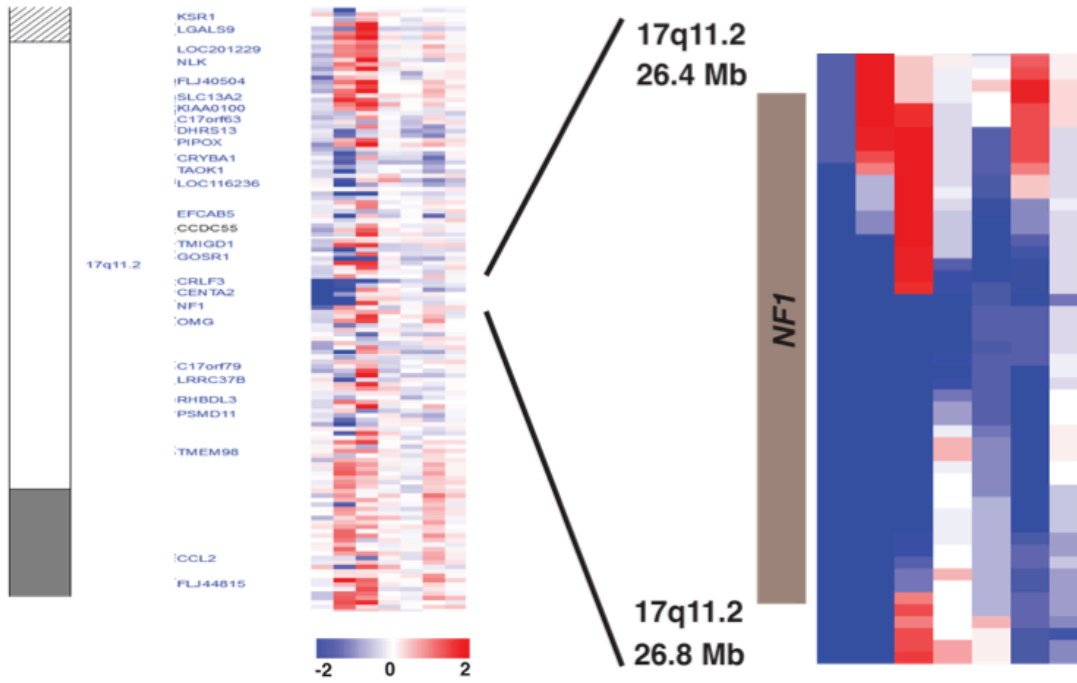 KSR1
LGALS9
LOC201229
NLK
FLJ40504
SLC13A2
KIAA0100
C17orf63
DHRS13
PIPOX
CRYBA1
TAOK1
LOC116236
EFCAB5
CCDC55
TMIGD1
GOSR1
17q11.2
CRLF3
CENTA2
NF1
OMG
C17orf79
LRRC37B
RHBDL3
PSMD11
TMEM98
CCL2
FLJ44815
-2 0 2
17q11.2
26.4 Mb
NF1
17q11.2
26.8 Mb